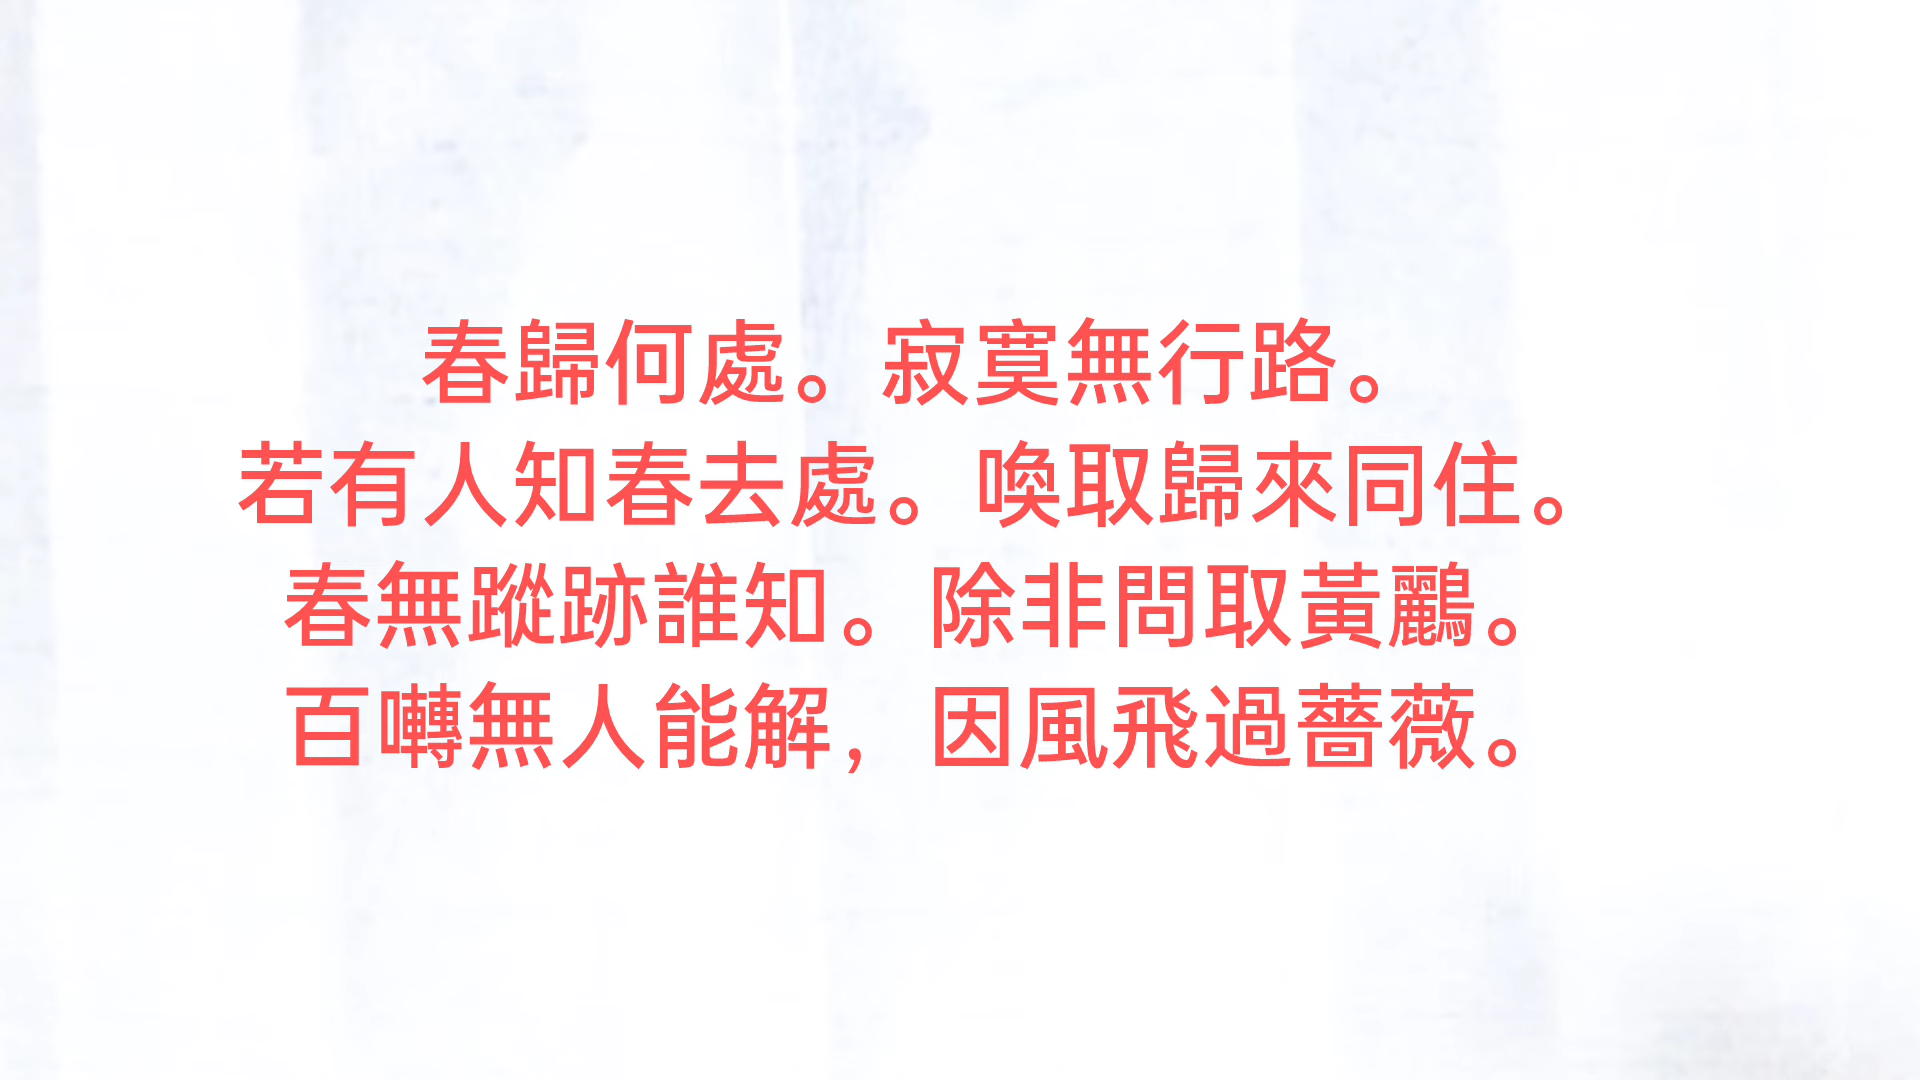 春歸何處。寂寞無行路。
若有人知春去處。喚取歸來同住。
春無蹤跡誰知。除非問取黃鸝。
百囀無人能解，因風飛過薔薇。